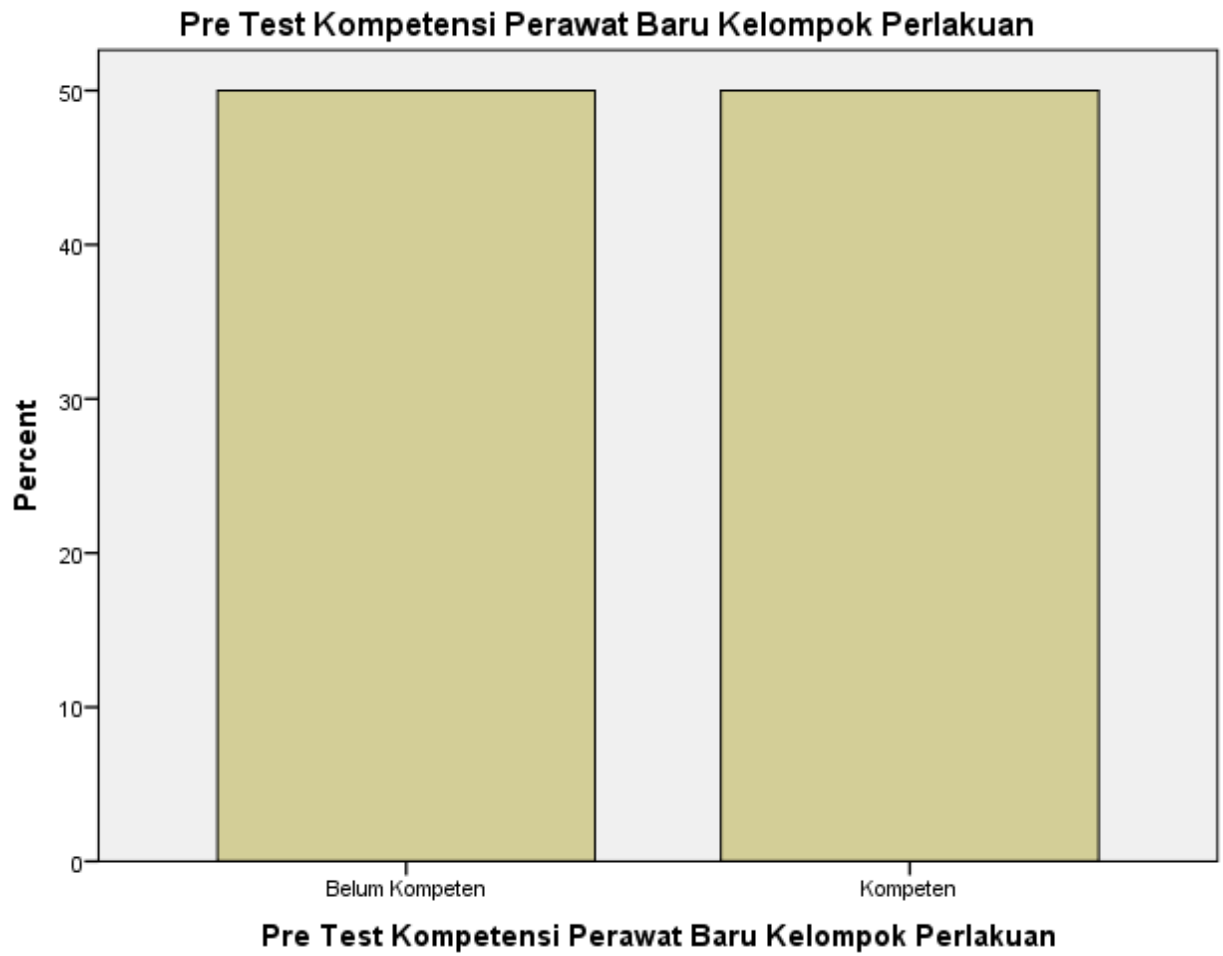 Pre Test Kompetensi Perawat Baru Kelompok Perlakuan
50
40
30
20
10
0
Percent
Belum Kompeten Kompeten
Pre Test Kompetensi Perawat Baru Kelompok Perlakuan